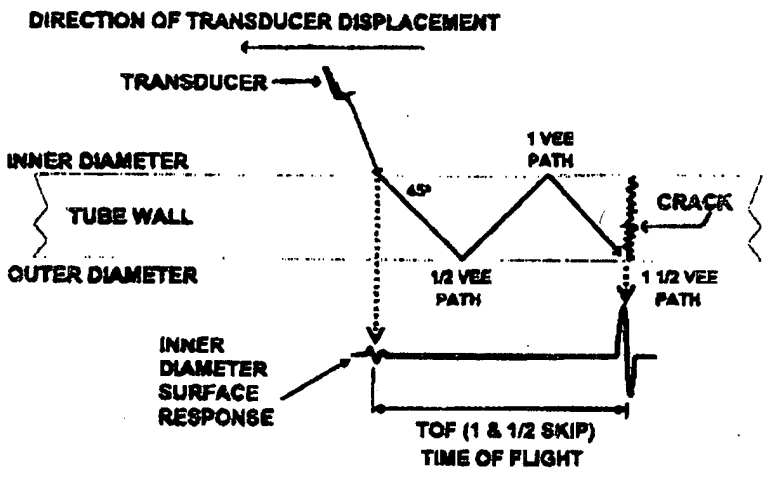 DIRECTION OF TRANSDUCER DISPLACEMENT
TRANSDUCER
1 VEE
PATH
INNER DIAMETER
45°
CRACK
TUBE WALL
OUTER DIAMETER
1/2 VEE
PATH
1 1/2 VEE
PATH
INNER
DIAMETER
SURFACE
RESPONSE
TOF (1 & 1/2 SKIP)
TIME OF FLIGHT